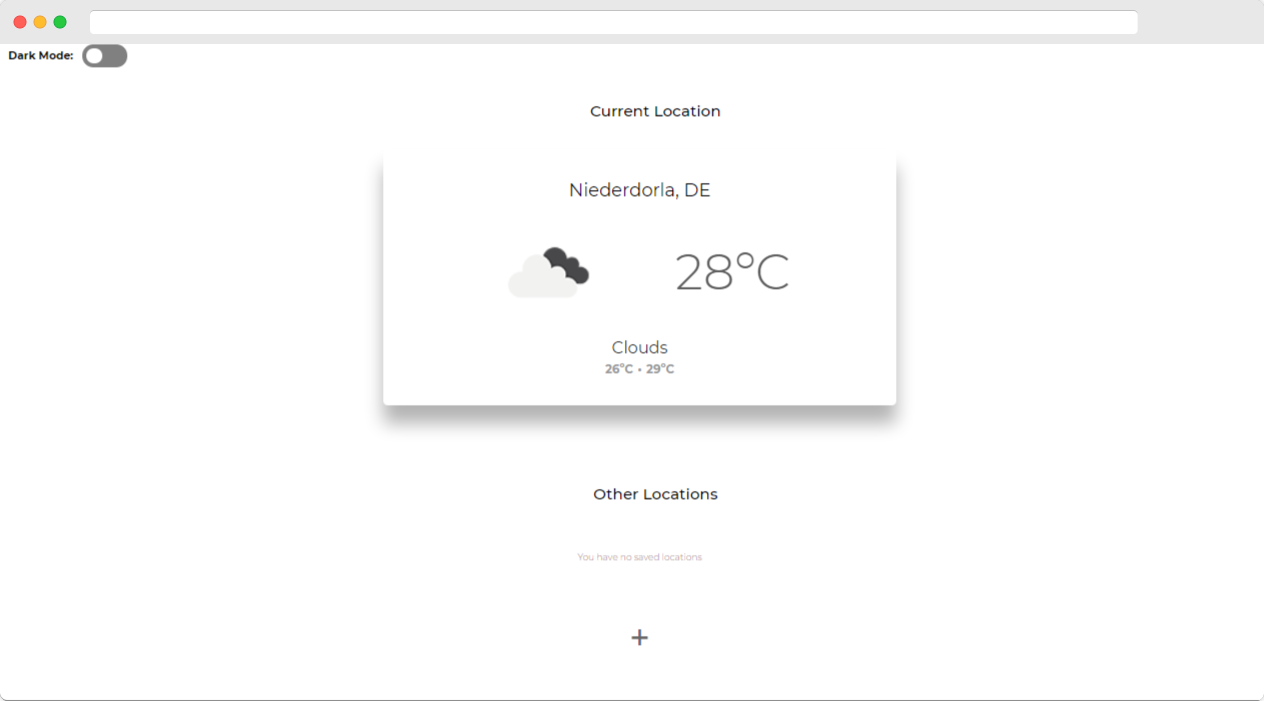 Dark Mode:
Current Location
Niederdorla, DE
28°C
Clouds
26°C • 29°C
Other Locations
You have no saved locations
+